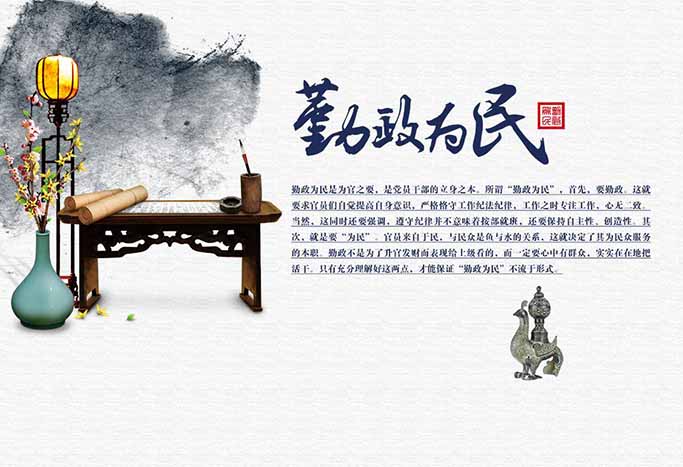 勤政为民
勤政为民
勤政为民是为官之要，是党员干部的立身之本。所谓“勤政为民”，首先，要勤政。这就
要求官员们自觉提高自身意识，严格恪守工作纪法纪律，工作之时专注工作，心无二致。
当然，这同时还要强调，遵守纪律并不意味着按部就班，还要保持自主性、创造性。其
次，就是要“为民”。官员来自于民，与民众是鱼与水的关系，这就决定了其为民众服务
的本职。勤政不是为了升官发财而表现给上级看的，而一定要心中有群众，实实在在地把
活干。只有充分理解好这两点，才能保证“勤政为民”不流于形式。